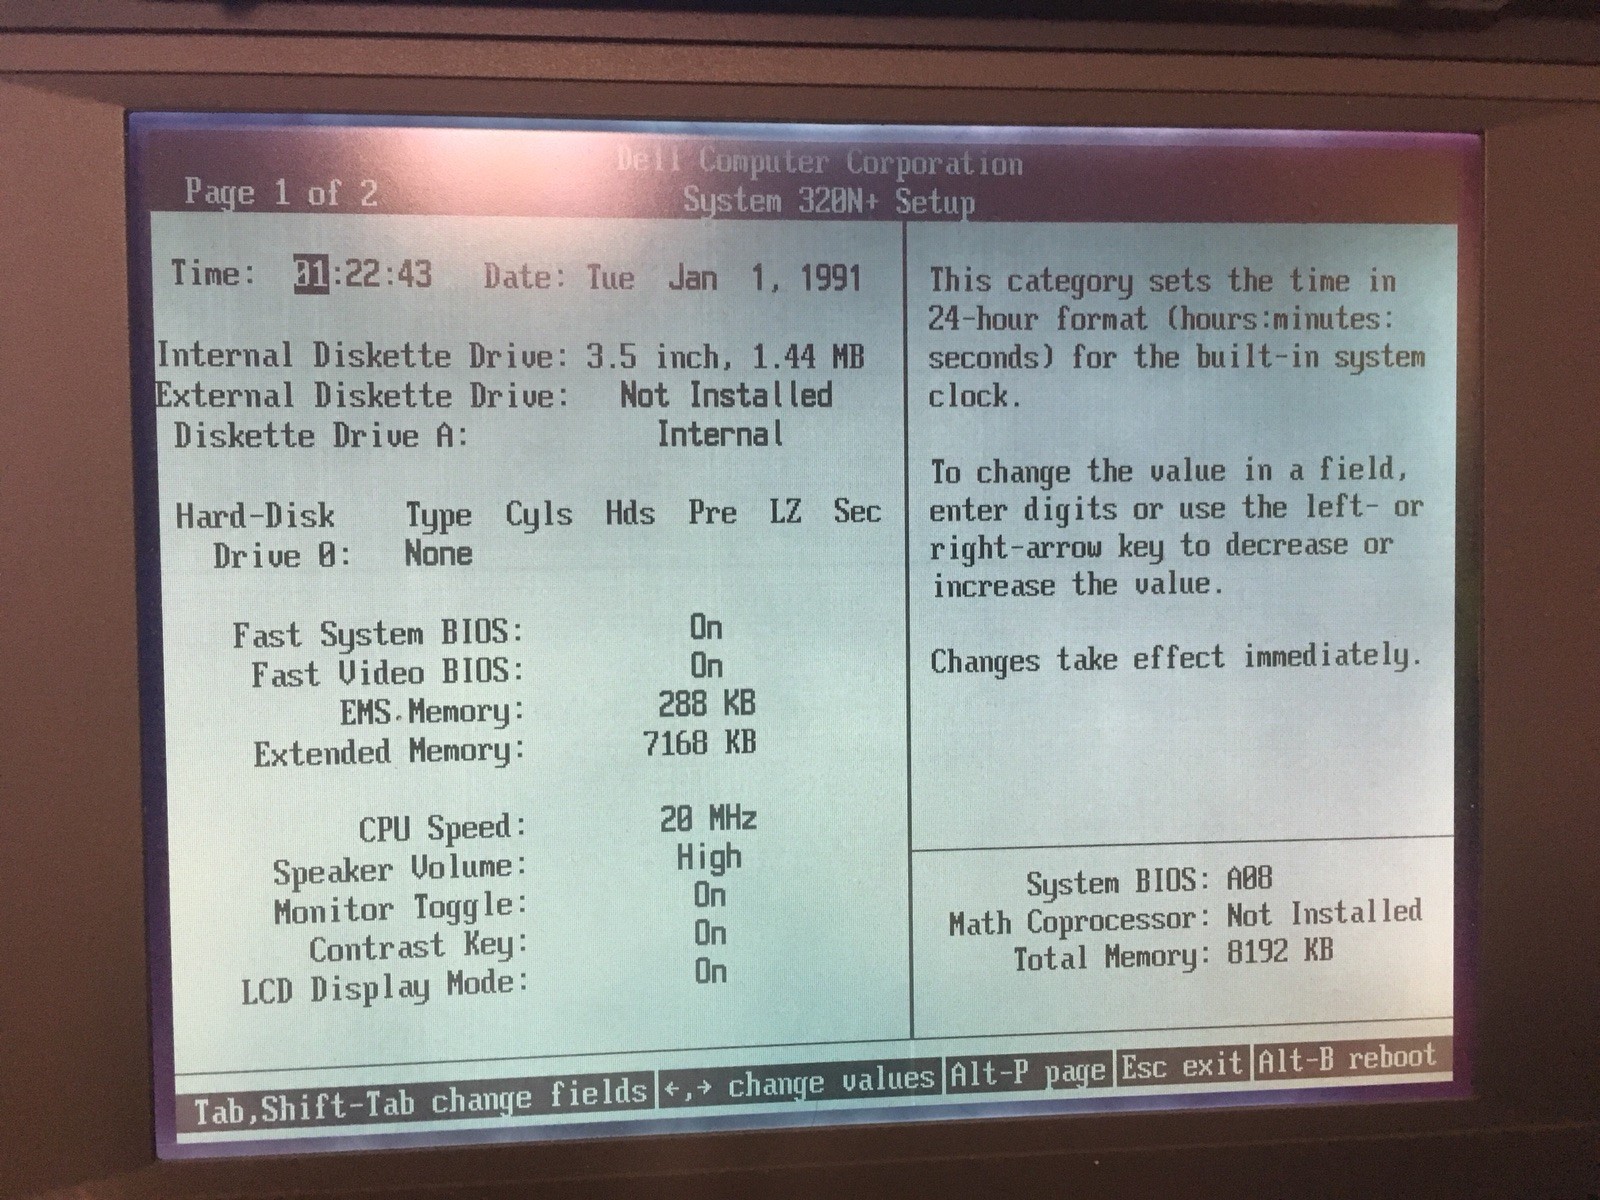 Dell Computer Corporation
Page 1 of 2
System 320N+ Setup
Time: 01:22:43 Date: Tue Jan 1, 1991
Internal Diskette Drive: 3.5 inch, 1.44 MB
External Diskette Drive: Not Installed
Diskette Drive A: Internal
Hard-Disk Type Cyls Hds Pre LZ Sec
Drive 0: None
Fast System BIOS: On
Fast Video BIOS: On
EMS Memory: 288 KB
Extended Memory: 7168 KB
CPU Speed: 20 MHz
Speaker Volume: High
Monitor Toggle: On
Contrast Key: On
LCD Display Mode: On
This category sets the time in
24-hour format (hours:minutes:
seconds) for the built-in system
clock.
To change the value in a field,
enter digits or use the left- or
right-arrow key to decrease or
increase the value.
Changes take effect immediately.
System BIOS: A08
Math Coprocessor: Not Installed
Total Memory: 8192 KB
Tab,Shift-Tab change fields ←,→ change values Alt-P page Esc exit Alt-B reboot